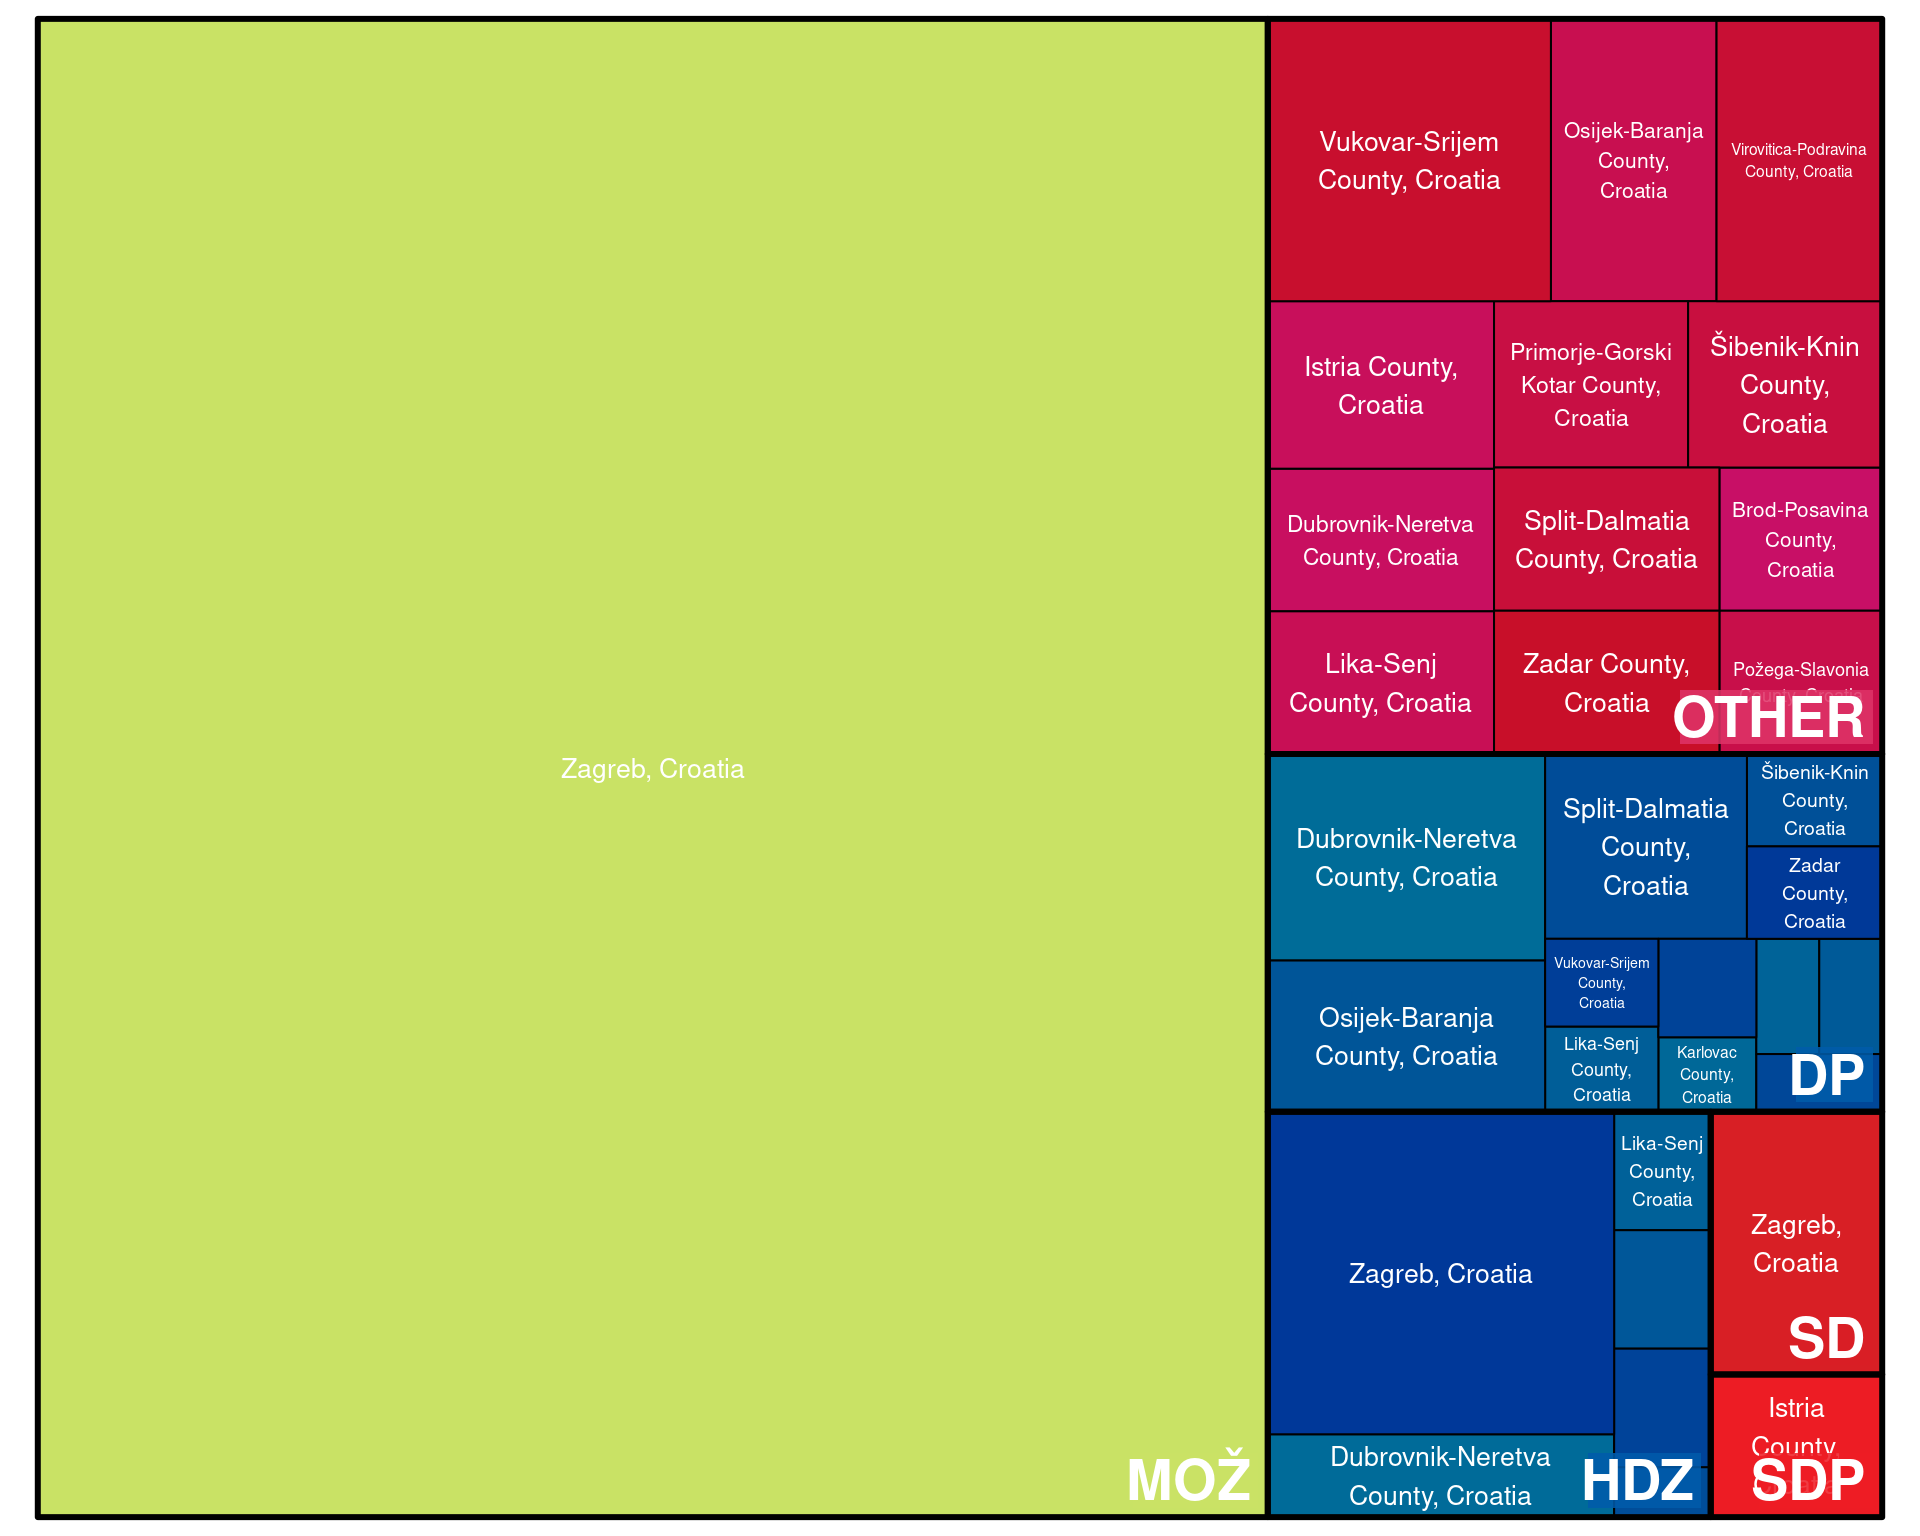 Zagreb, Croatia
MOŽ
Vukovar-Srijem
County, Croatia
Osijek-Baranja
County,
Croatia
Virovitica-Podravina
County, Croatia
Istria County,
Croatia
Primorje-Gorski
Kotar County,
Croatia
Šibenik-Knin
County,
Croatia
Dubrovnik-Neretva
County, Croatia
Split-Dalmatia
County, Croatia
Brod-Posavina
County,
Croatia
Lika-Senj
County, Croatia
Zadar County,
Croatia
Požega-Slavonia
County, Croatia
OTHER
Dubrovnik-Neretva
County, Croatia
Split-Dalmatia
County,
Croatia
Šibenik-Knin
County,
Croatia
Zadar
County,
Croatia
Osijek-Baranja
County, Croatia
Vukovar-Srijem
County,
Croatia
Lika-Senj
County,
Croatia
Karlovac
County,
Croatia
DP
Zagreb, Croatia
Lika-Senj
County,
Croatia
Dubrovnik-Neretva
County, Croatia
HDZ
Zagreb,
Croatia
SD
Istria
County,
SDP